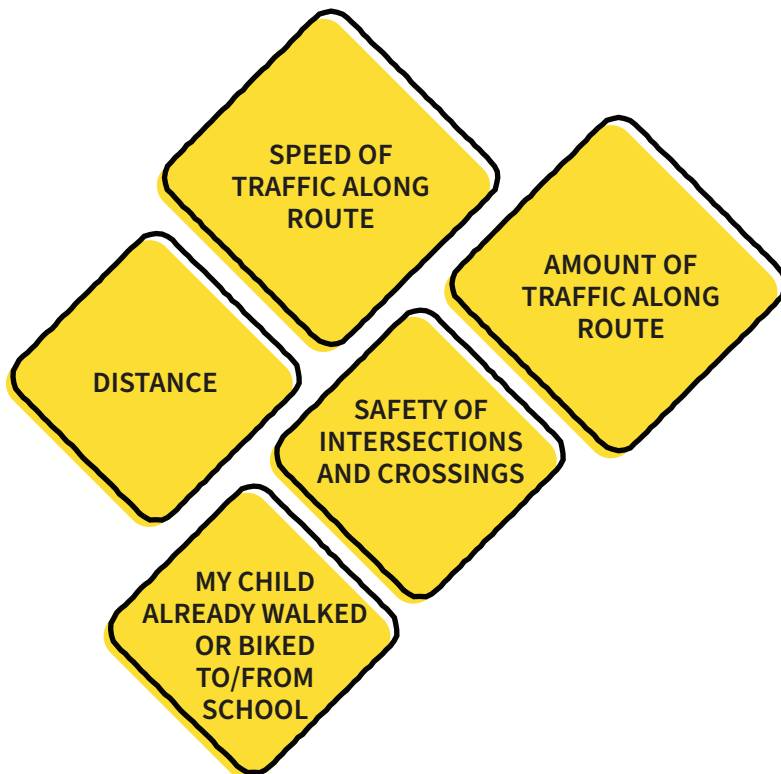 SPEED OF
TRAFFIC ALONG
ROUTE
AMOUNT OF
TRAFFIC ALONG
ROUTE
DISTANCE
SAFETY OF
INTERSECTIONS
AND CROSSINGS
MY CHILD
ALREADY WALKED
OR BIKED
TO/FROM
SCHOOL